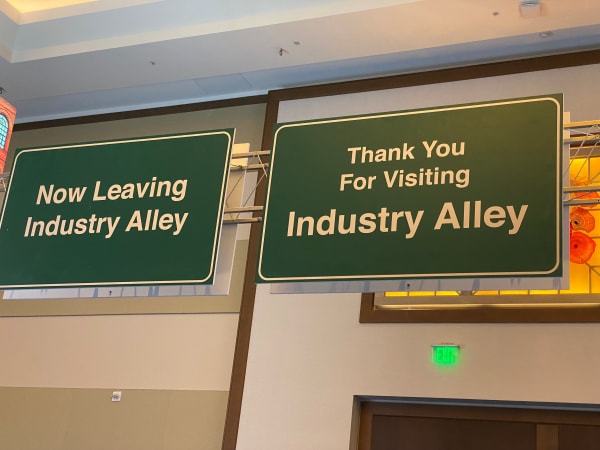 Now Leaving
Industry Alley
Thank You
For Visiting
Industry Alley